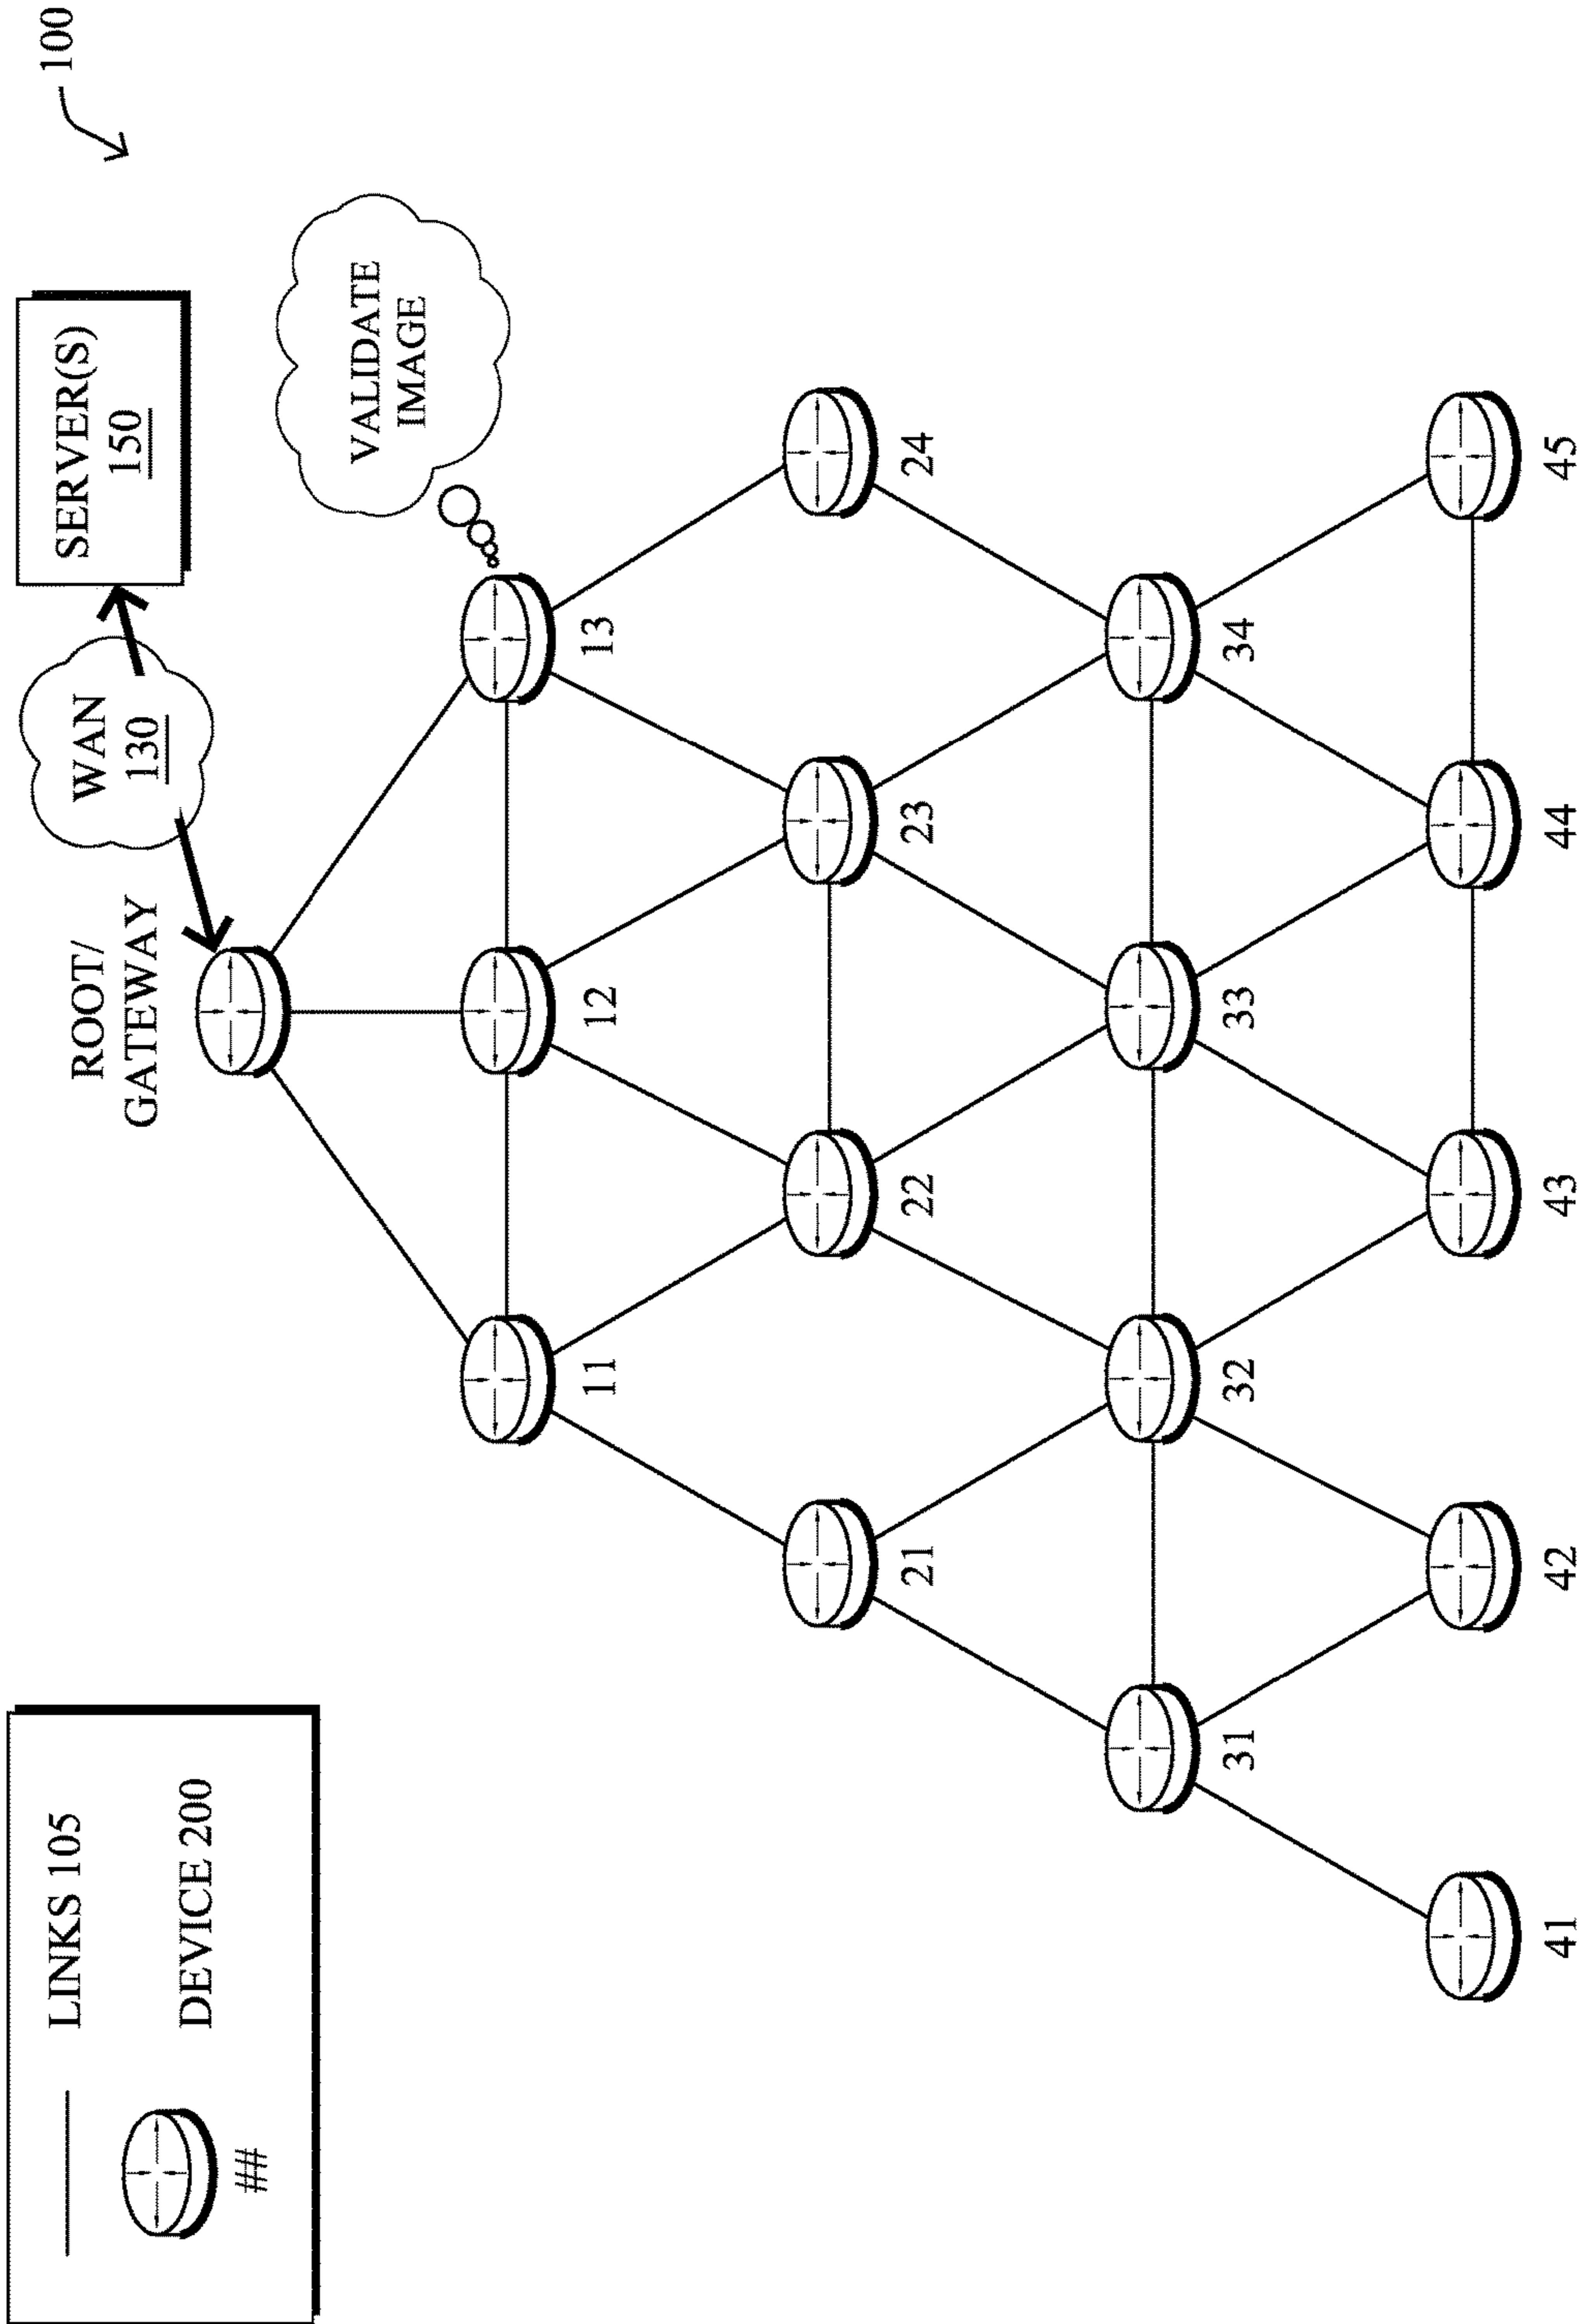 LINKS 105
DEVICE 200
##
100
SERVER(S)
150
WAN
130
ROOT/
GATEWAY
VALIDATE
IMAGE
11
12
13
21
22
23
24
31
32
33
34
41
42
43
44
45